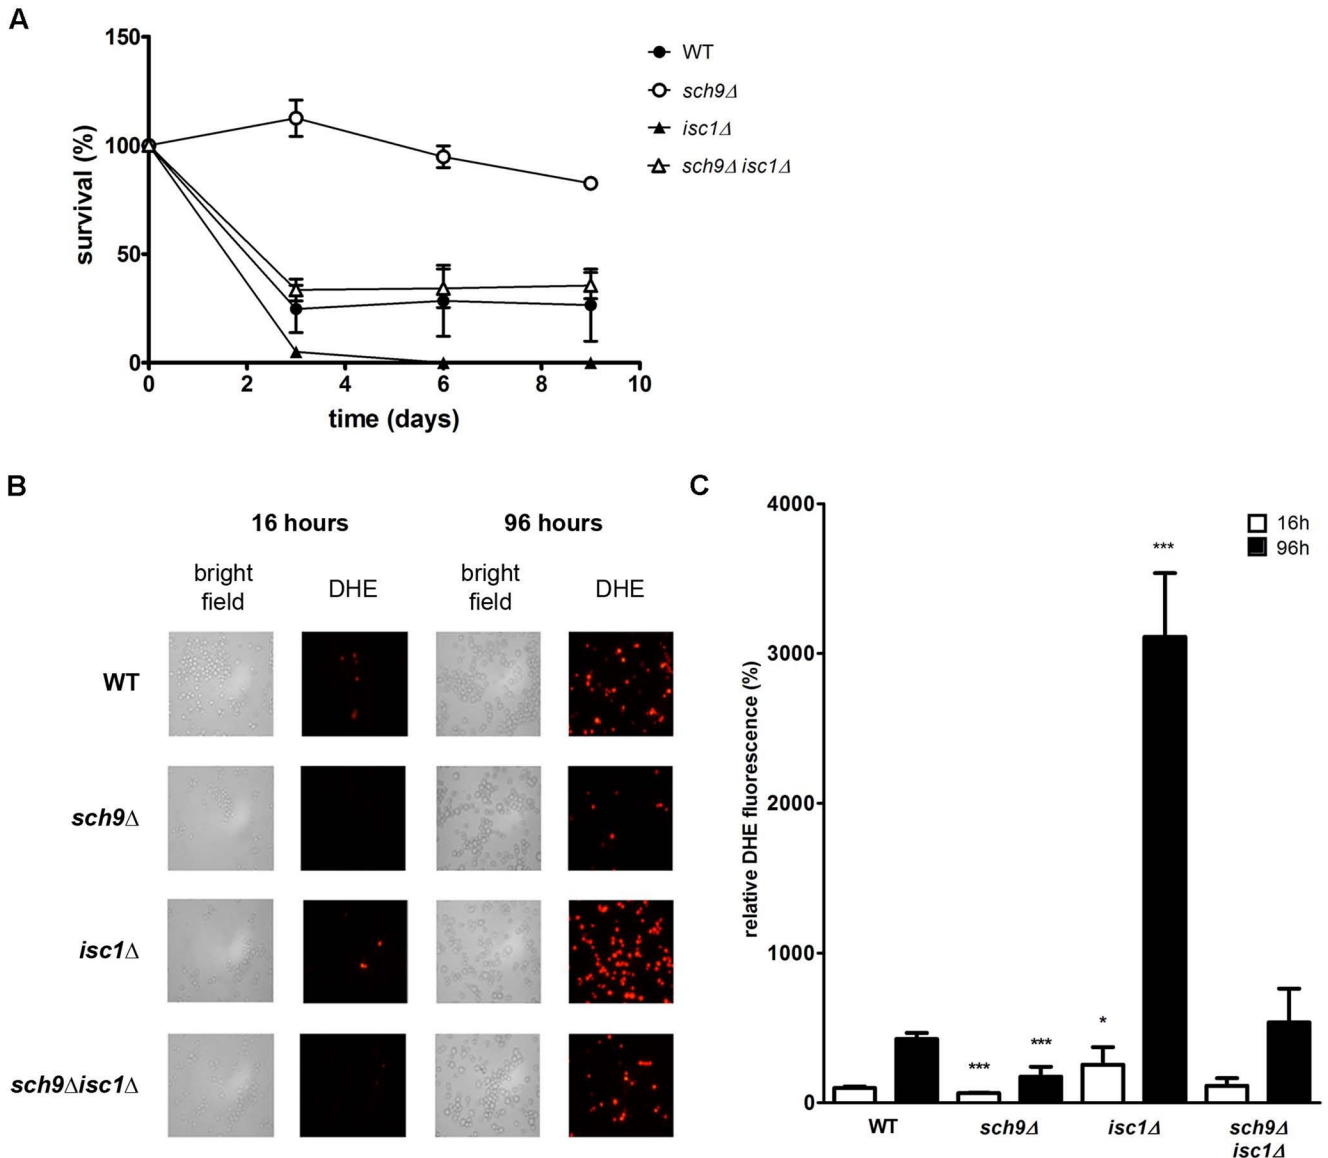 A
150
100
50
0
survival (%)
0 2 4 6 8 10
time (days)
WT
sch9Δ
isc1Δ
sch9Δ isc1Δ
B
16 hours 96 hours
bright field DHE bright field DHE
WT
sch9Δ
isc1Δ
sch9Δisc1Δ
C
4000
3000
2000
1000
0
relative DHE fluorescence (%)
16h
96h
***
***
*
***
WT sch9Δ isc1Δ sch9Δ
isc1Δ